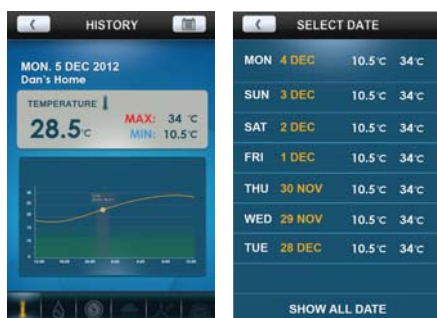 HISTORY
MON. 5 DEC 2012
Dan's Home
TEMPERATURE
28.5°C
MAX: 34 °C
MIN: 10.5°C
SELECT DATE
MON 4 DEC 10.5°C 34°C
SUN 3 DEC 10.5°C 34°C
SAT 2 DEC 10.5°C 34°C
FRI 1 DEC 10.5°C 34°C
THU 30 NOV 10.5°C 34°C
WED 29 NOV 10.5°C 34°C
TUE 28 DEC 10.5°C 34°C
SHOW ALL DATE